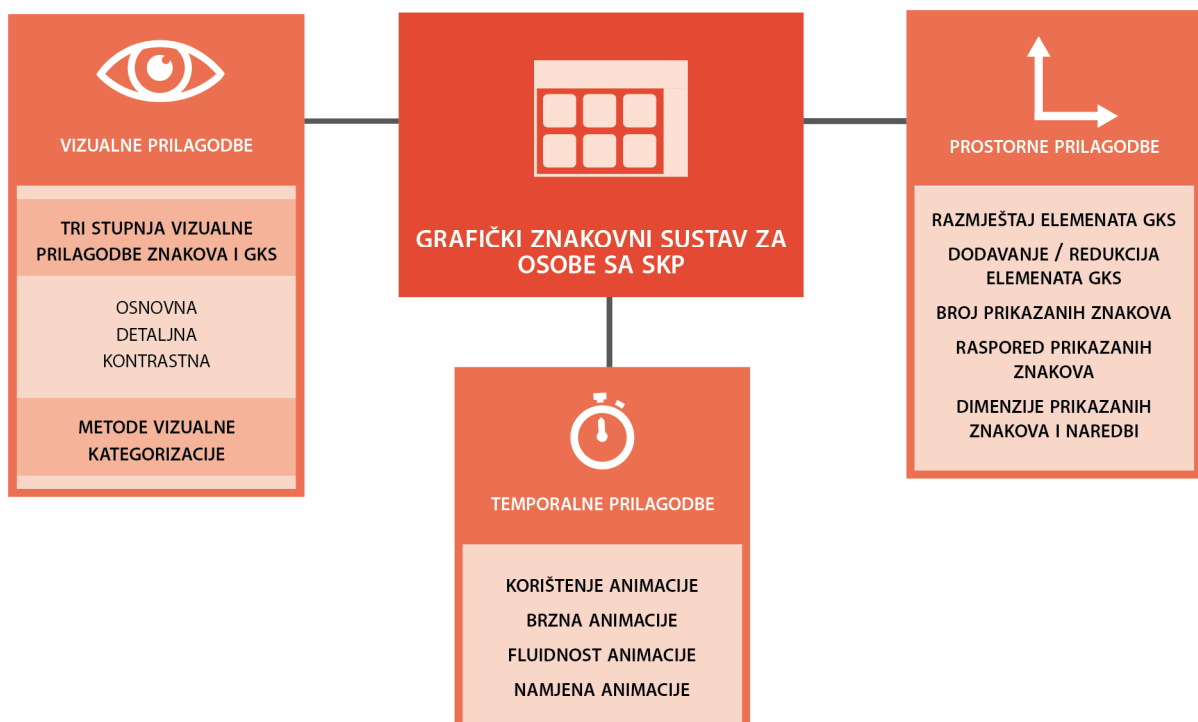 VIZUALNE PRILAGODBE
TRI STUPNJA VIZUALNE
PRILAGODBE ZNAKOVA I GKS
OSNOVNA
DETALJNA
KONTRASTNA
METODE VIZUALNE
KATEGORIZACIJE
GRAFIČKI ZNAKOVNI SUSTAV ZA
OSOBE SA SKP
TEMPORALNE PRILAGODBE
KORIŠTENJE ANIMACIJE
BRZNA ANIMACIJE
FLUIDNOST ANIMACIJE
NAMJENA ANIMACIJE
PROSTORNE PRILAGODBE
RAZMJEŠTAJ ELEMENATA GKS
DODAVANJE / REDUKCIJA
ELEMENATA GKS
BROJ PRIKAZANIH ZNAKOVA
RASPORED PRIKAZANIH
ZNAKOVA
DIMENZIJE PRIKAZANIH
ZNAKOVA I NAREDBI